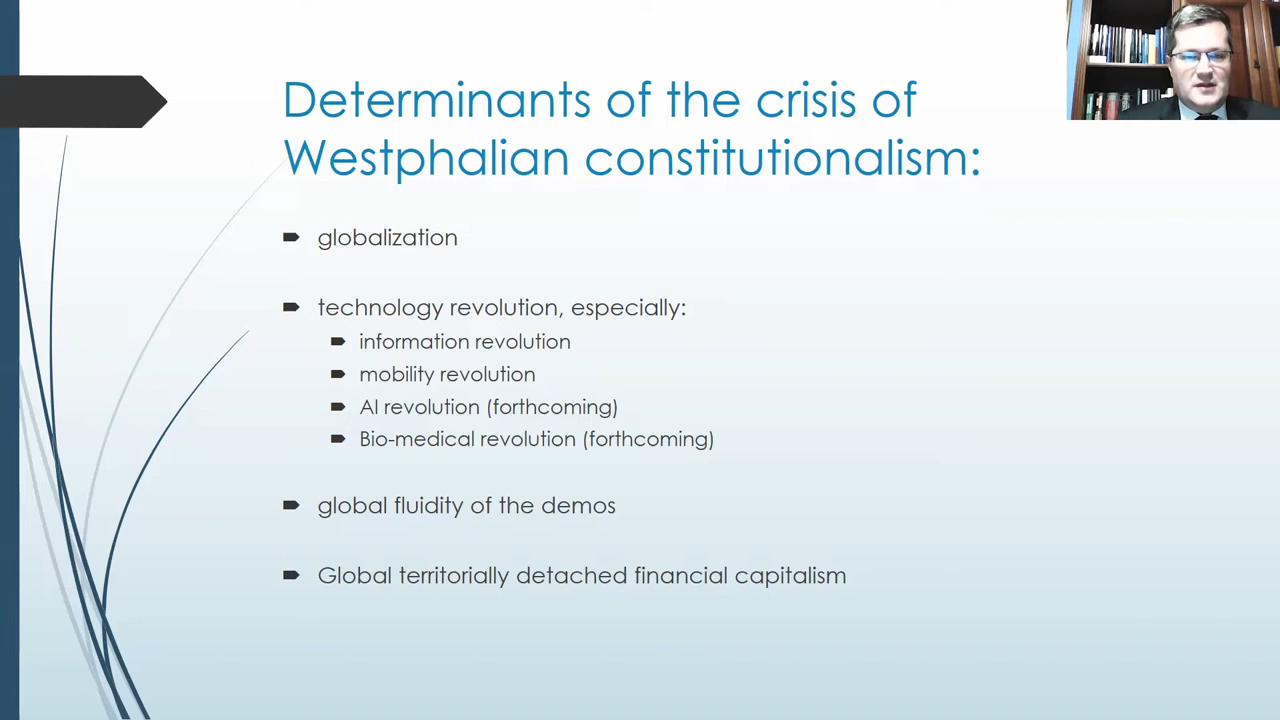 Determinants of the crisis of
Westphalian constitutionalism:
globalization
technology revolution, especially:
information revolution
mobility revolution
AI revolution (forthcoming)
Bio-medical revolution (forthcoming)
global fluidity of the demos
Global territorially detached financial capitalism